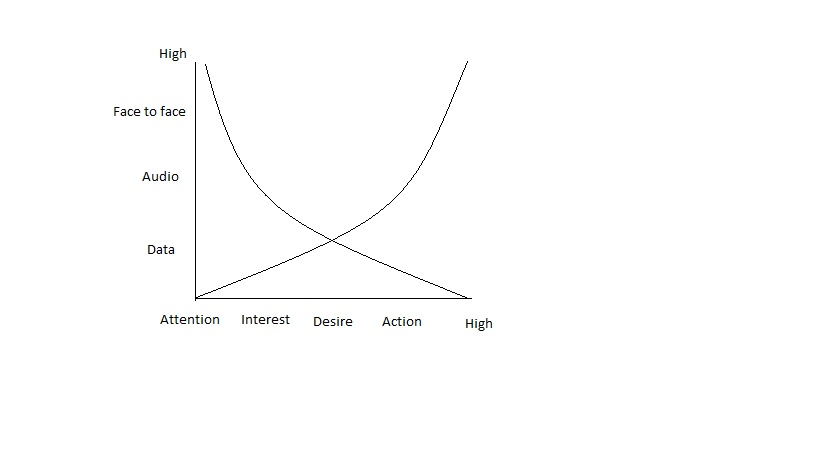 High
Face to face
Audio
Data
Attention Interest Desire Action High